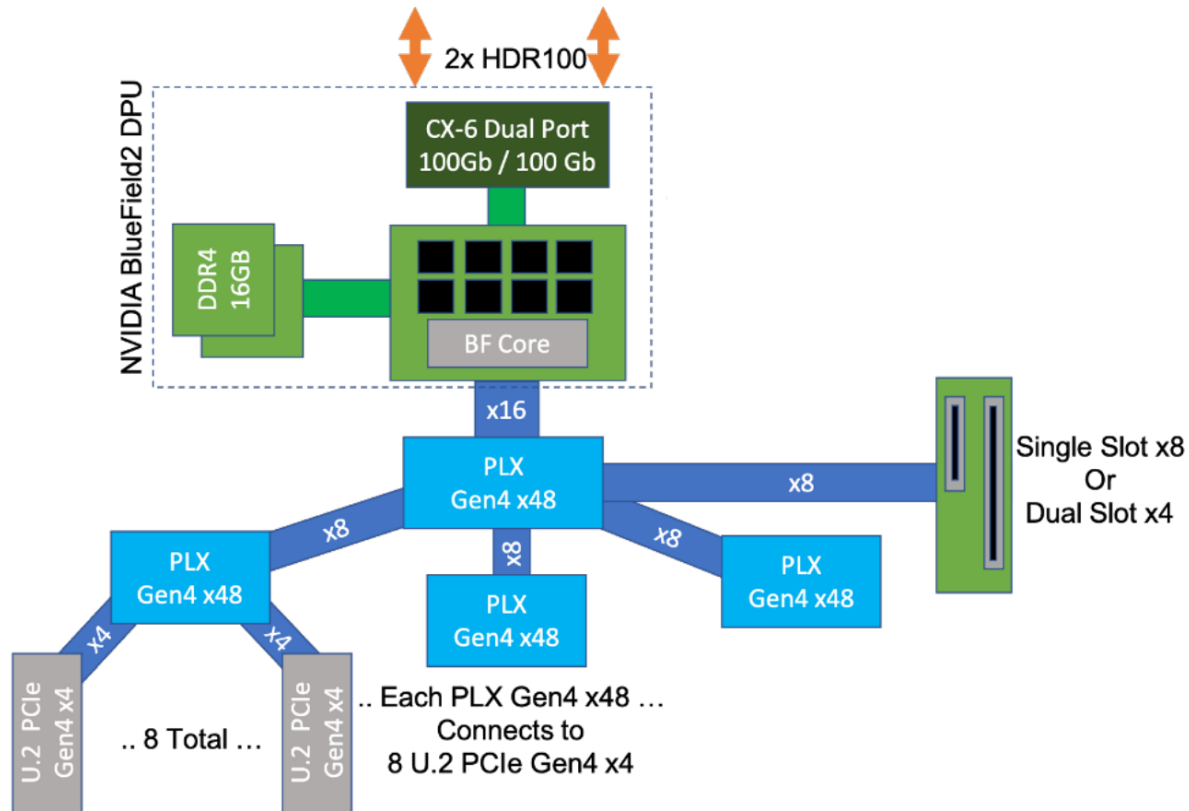 2x HDR100
NVIDIA BlueField2 DPU
CX-6 Dual Port
100Gb / 100 Gb
DDR4
16GB
BF Core
x16
PLX
Gen4 x48
x8
Single Slot x8
Or
Dual Slot x4
x8
x8
x8
PLX
Gen4 x48
PLX
Gen4 x48
PLX
Gen4 x48
x4
x4
U.2 PCIe
Gen4 x4
.. 8 Total ...
U.2 PCIe
Gen4 x4
.. Each PLX Gen4 x48 ...
Connects to
8 U.2 PCIe Gen4 x4